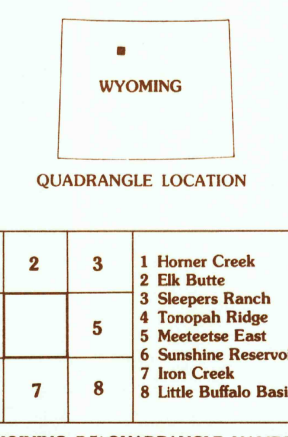 WYOMING
QUADRANGLE LOCATION
2 3 1 Horner Creek
2 Elk Butte
3 Sleepers Ranch
4 Tonopah Ridge
5 5 Meeteetse East
6 Sunshine Reservoi
7 Iron Creek
7 8 8 Little Buffalo Basi